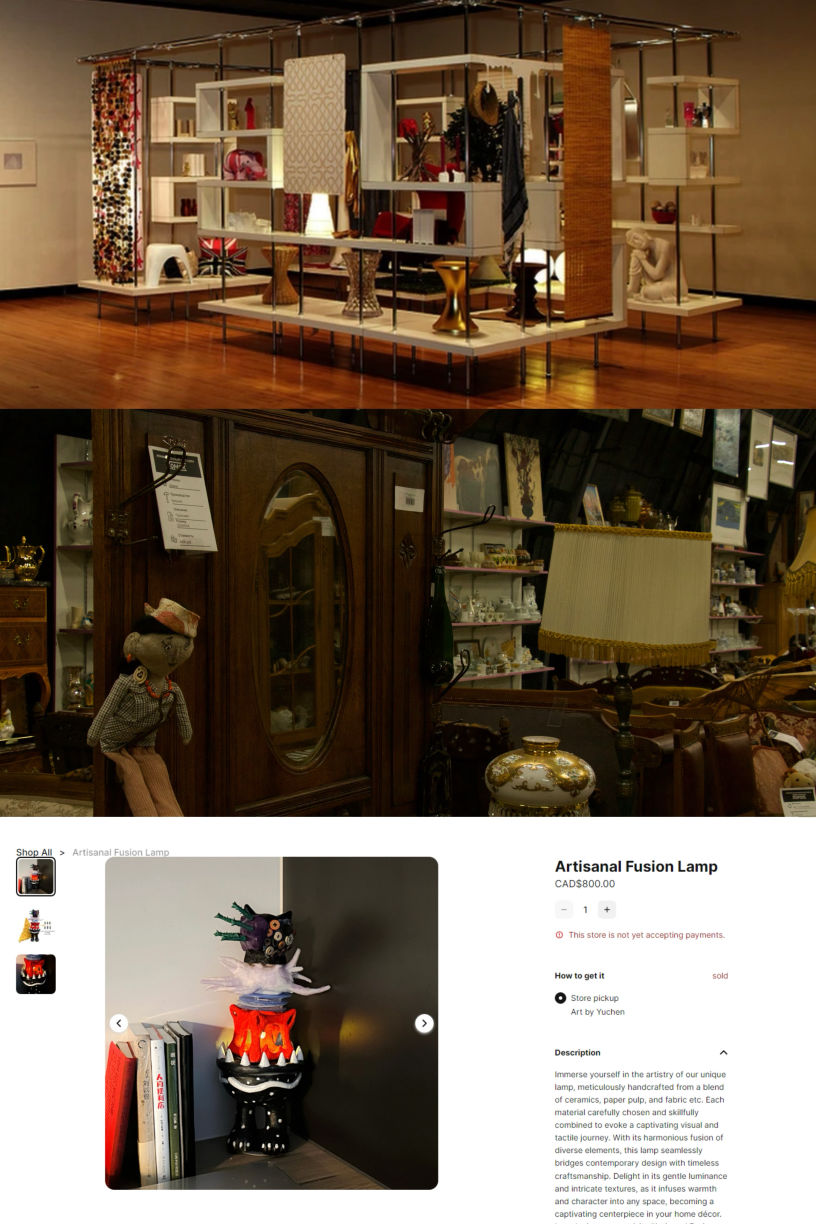 Shop All > Artisanal Fusion Lamp
Artisanal Fusion Lamp
CAD$800.00
− 1 +
This store is not yet accepting payments.
How to get it
sold
Store pickup
Art by Yuchen
Description
Immerse yourself in the artistry of our unique
lamp, meticulously handcrafted from a blend
of ceramics, paper pulp, and fabric etc. Each
material carefully chosen and skillfully
combined to evoke a captivating visual and
tactile journey. With its harmonious fusion of
diverse elements, this lamp seamlessly
bridges contemporary design with timeless
craftsmanship. Delight in its gentle luminance
and intricate textures, as it infuses warmth
and character into any space, becoming a
captivating centerpiece in your home décor.